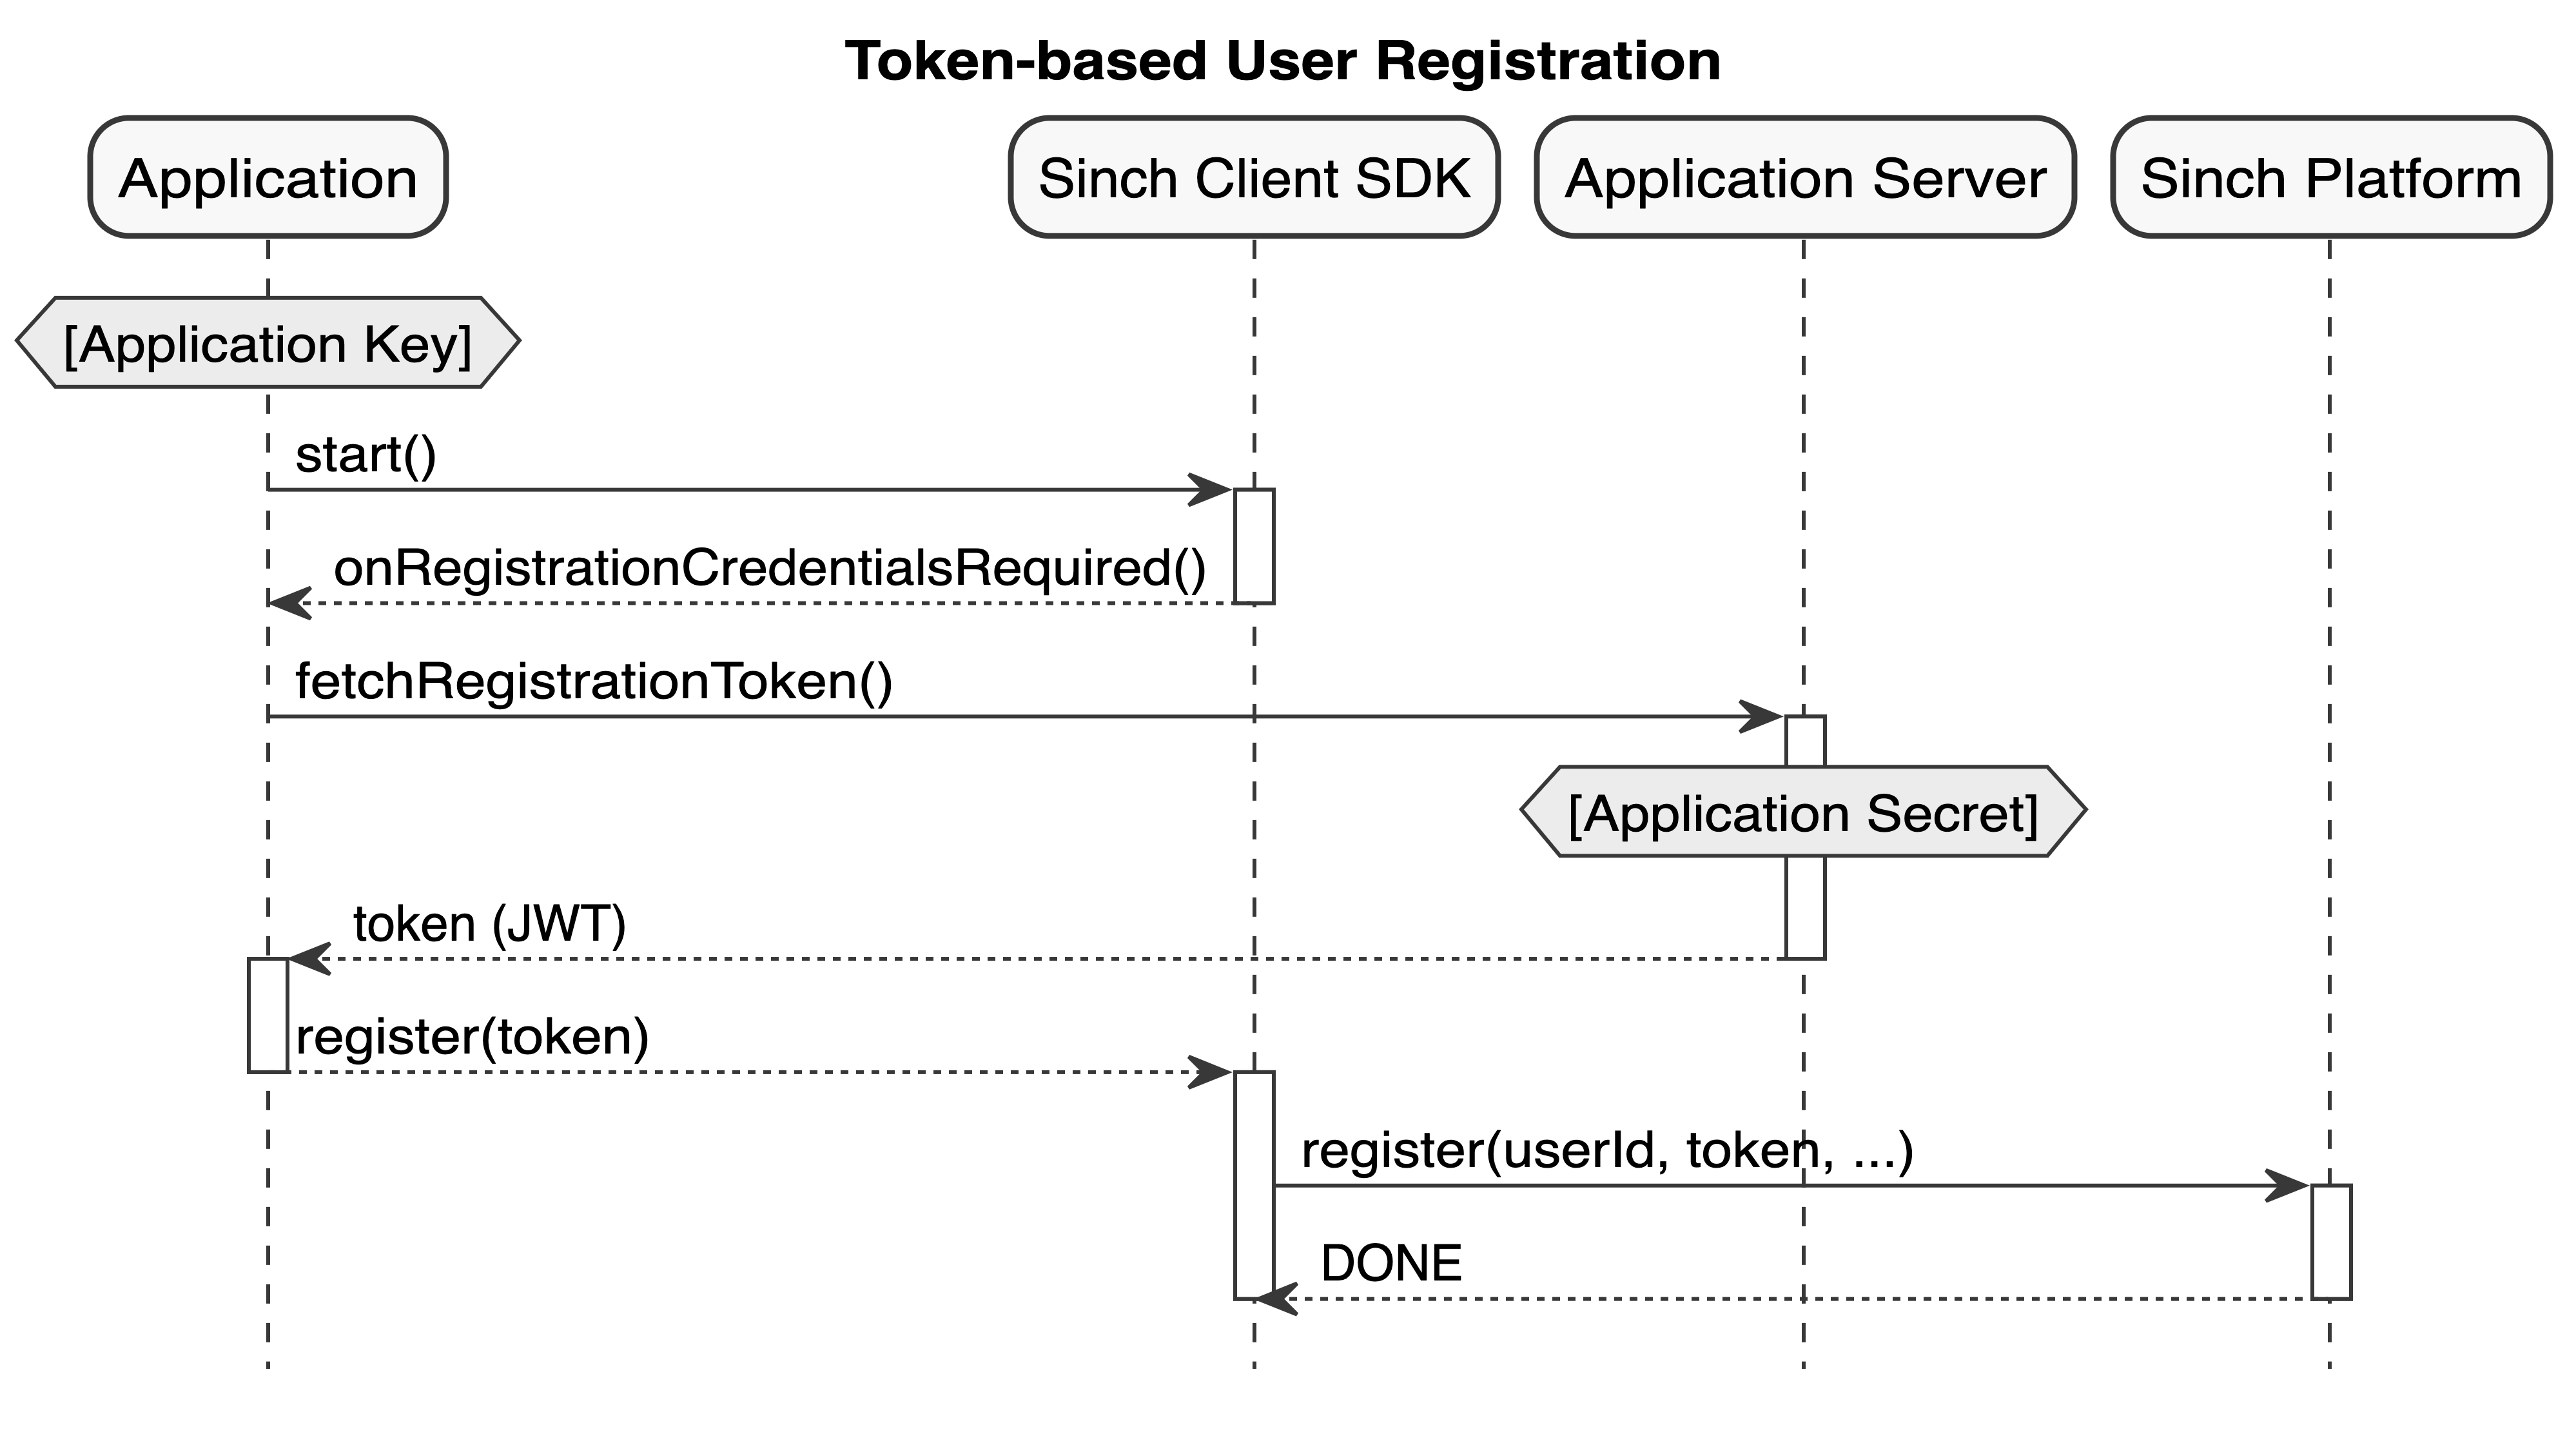 Token-based User Registration
Application
Sinch Client SDK
Application Server
Sinch Platform
[Application Key]
start()
onRegistrationCredentialsRequired()
fetchRegistrationToken()
[Application Secret]
token (JWT)
register(token)
register(userId, token, ...)
DONE